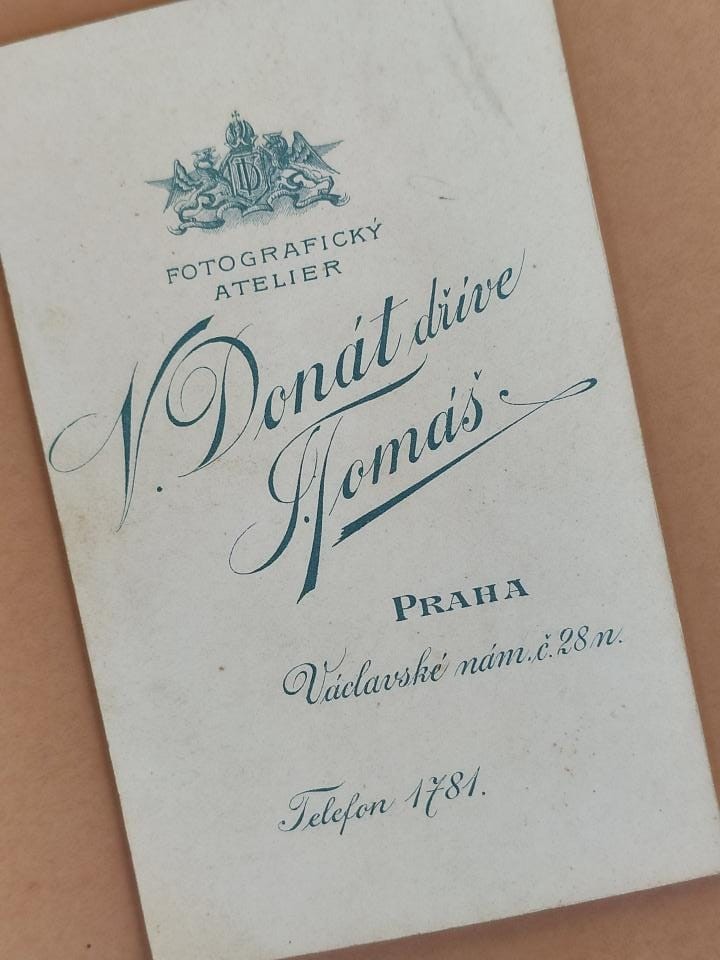 FOTOGRAFICKÝ
ATELIER
V. Donát dříve
J. Tomáš
PRAHA
Václavské nám. č. 28 n.
Telefon 1781.